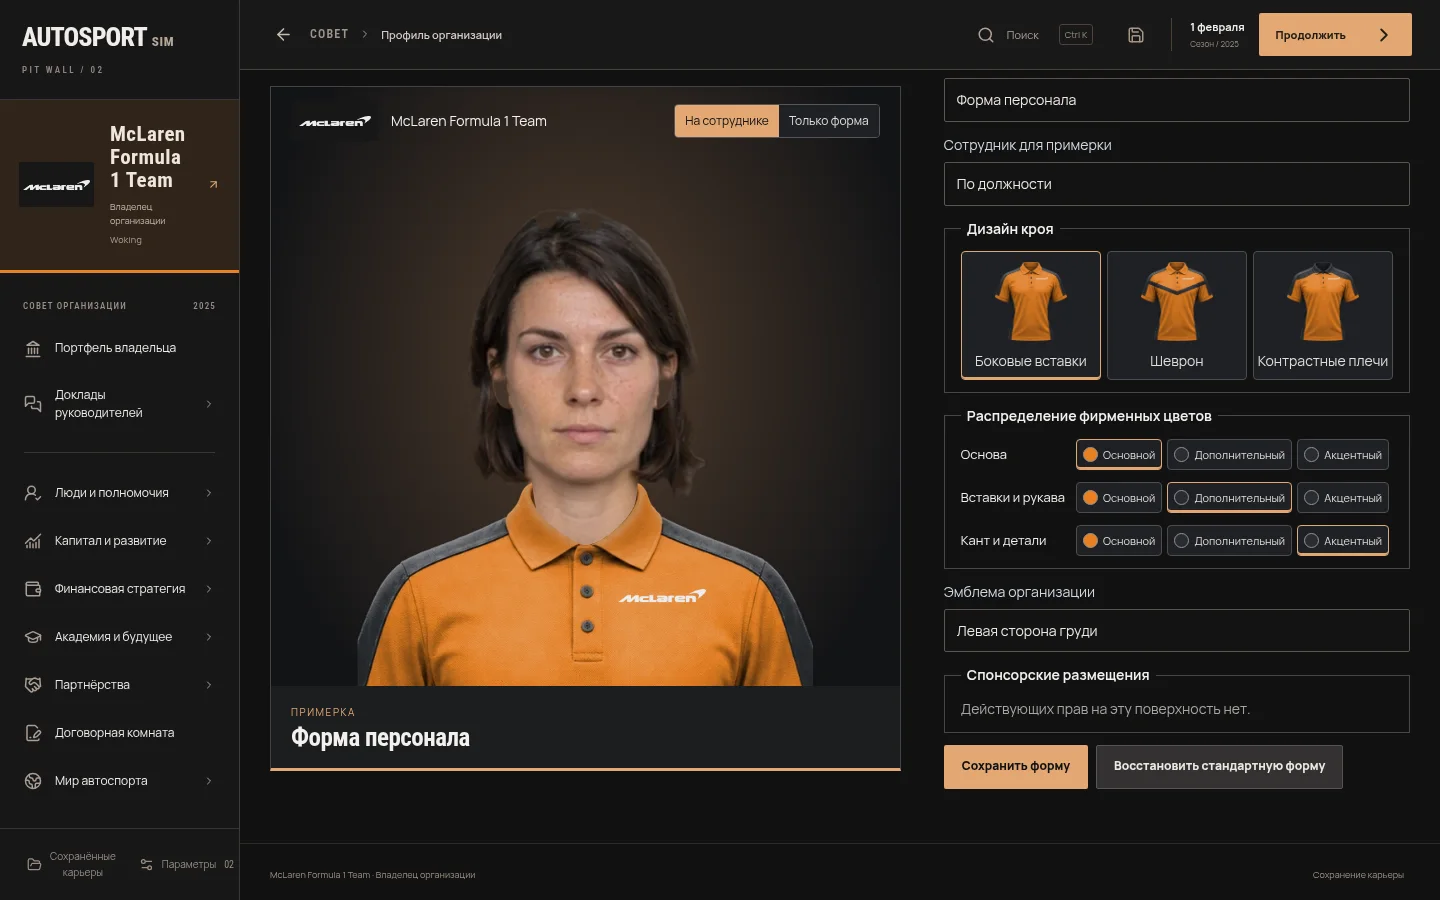 AUTOSPORT SIM
PIT WALL / 02
McLaren
McLaren
Formula
1 Team
Владелец
организации
Woking
СОВЕТ ОРГАНИЗАЦИИ 2025
Портфель владельца
Доклады
руководителей
Люди и полномочия
Капитал и развитие
Финансовая стратегия
Академия и будущее
Партнёрства
Договорная комната
Мир автоспорта
Сохранённые
карьеры
Параметры 02
СОВЕТ
Профиль организации
Поиск
Ctrl K
1 февраля
Сезон / 2025
Продолжить
McLaren
McLaren Formula 1 Team
На сотруднике
Только форма
McLaren
ПРИМЕРКА
Форма персонала
Форма персонала
Сотрудник для примерки
По должности
Дизайн кроя
Боковые вставки
Шеврон
Контрастные плечи
Распределение фирменных цветов
Основа Основной Дополнительный Акцентный
Вставки и рукава Основной Дополнительный Акцентный
Кант и детали Основной Дополнительный Акцентный
Эмблема организации
Левая сторона груди
Спонсорские размещения
Действующих прав на эту поверхность нет.
Сохранить форму
Восстановить стандартную форму
McLaren Formula 1 Team · Владелец организации
Сохранение карьеры